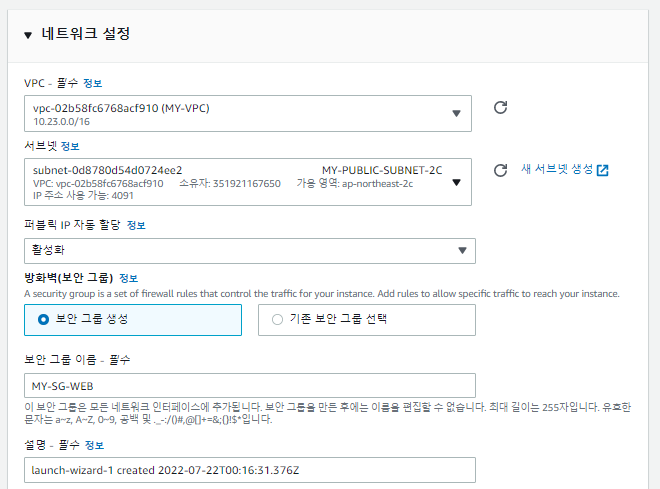 ▼ 네트워크 설정
VPC - 필수 정보
vpc-02b58fc6768acf910 (MY-VPC)
10.23.0.0/16
서브넷 정보
subnet-0d8780d54d0724ee2 MY-PUBLIC-SUBNET-2C
VPC: vpc-02b58fc6768acf910 소유자: 351921167650 가용 영역: ap-northeast-2c
IP 주소 사용 가능: 4091
새 서브넷 생성
퍼블릭 IP 자동 할당 정보
활성화
방화벽(보안 그룹) 정보
A security group is a set of firewall rules that control the traffic for your instance. Add rules to allow specific traffic to reach your instance.
보안 그룹 생성 기존 보안 그룹 선택
보안 그룹 이름 - 필수
MY-SG-WEB
이 보안 그룹은 모든 네트워크 인터페이스에 추가됩니다. 보안 그룹을 만든 후에는 이름을 편집할 수 없습니다. 최대 길이는 255자입니다. 유효한
문자는 a~z, A~Z, 0~9, 공백 및 ._-:/()#,@[]+=&;{}!$*입니다.
설명 - 필수 정보
launch-wizard-1 created 2022-07-22T00:16:31.376Z